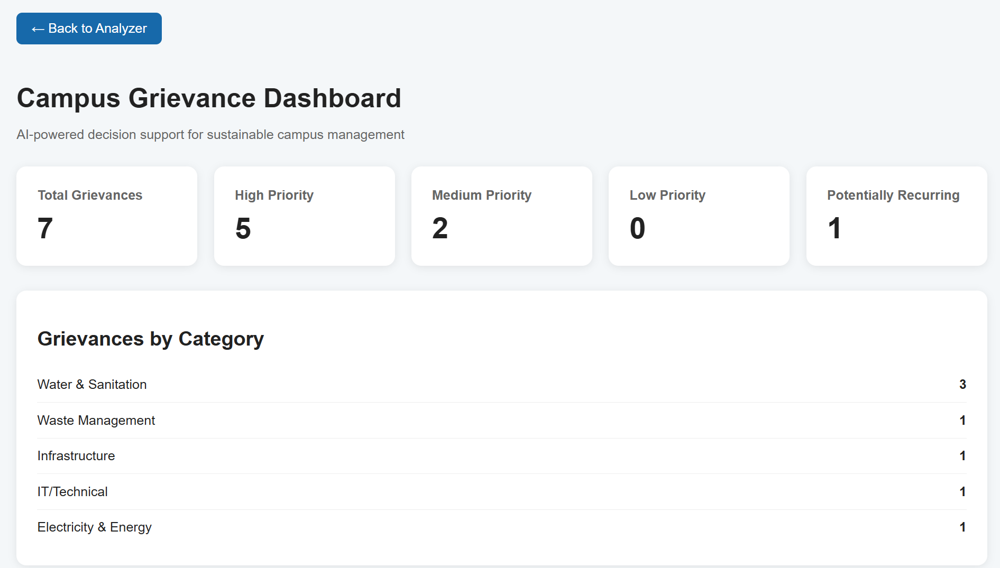 ← Back to Analyzer
Campus Grievance Dashboard
AI-powered decision support for sustainable campus management
Total Grievances
7
High Priority
5
Medium Priority
2
Low Priority
0
Potentially Recurring
1
Grievances by Category
Water & Sanitation 3
Waste Management 1
Infrastructure 1
IT/Technical 1
Electricity & Energy 1